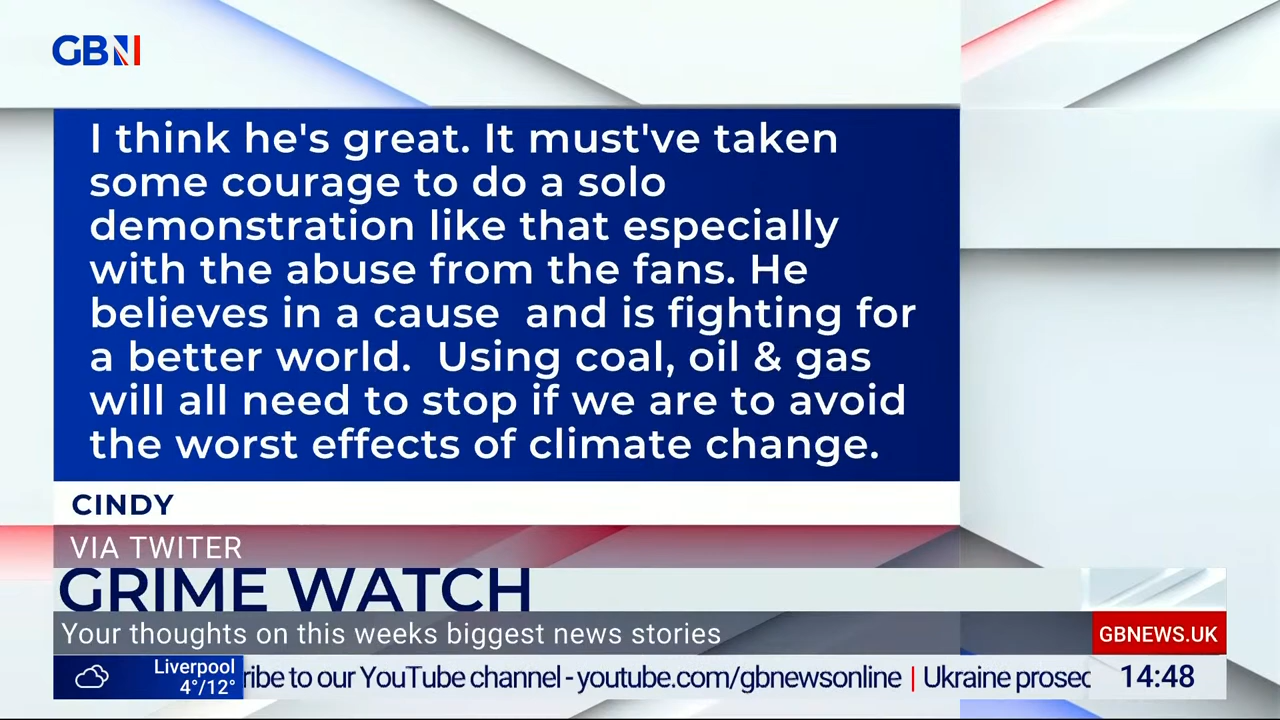 GBN
I think he's great. It must've taken
some courage to do a solo
demonstration like that especially
with the abuse from the fans. He
believes in a cause  and is fighting for
a better world.  Using coal, oil & gas
will all need to stop if we are to avoid
the worst effects of climate change.
CINDY
VIA TWITER
GRIME WATCH
Your thoughts on this weeks biggest news stories
GBNEWS.UK
Liverpool
4°/12°
ribe to our YouTube channel - youtube.com/gbnewsonline | Ukraine prosec
14:48